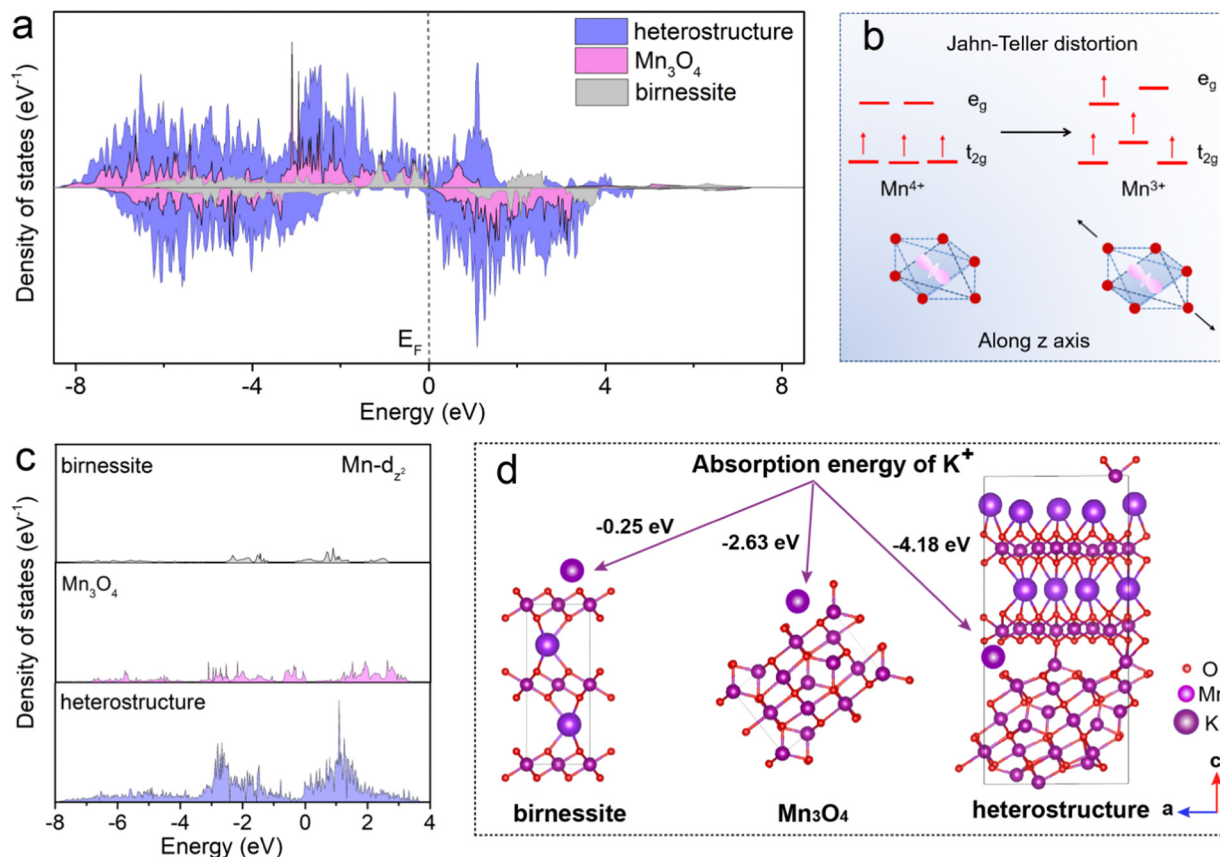 a
heterostructure
Mn3O4
birnessite
Density of states (eV-1)
EF
-8 -4 0 4 8
Energy (eV)
b
Jahn-Teller distortion
eg
eg
t2g
t2g
Mn4+
Mn3+
Along z axis
c
birnessite
Mn-dz2
Mn3O4
heterostructure
Density of states (eV-1)
-8 -6 -4 -2 0 2 4
Energy (eV)
d
Absorption energy of K+
-0.25 eV
-2.63 eV
-4.18 eV
O
Mn
K
c
a
birnessite
Mn3O4
heterostructure